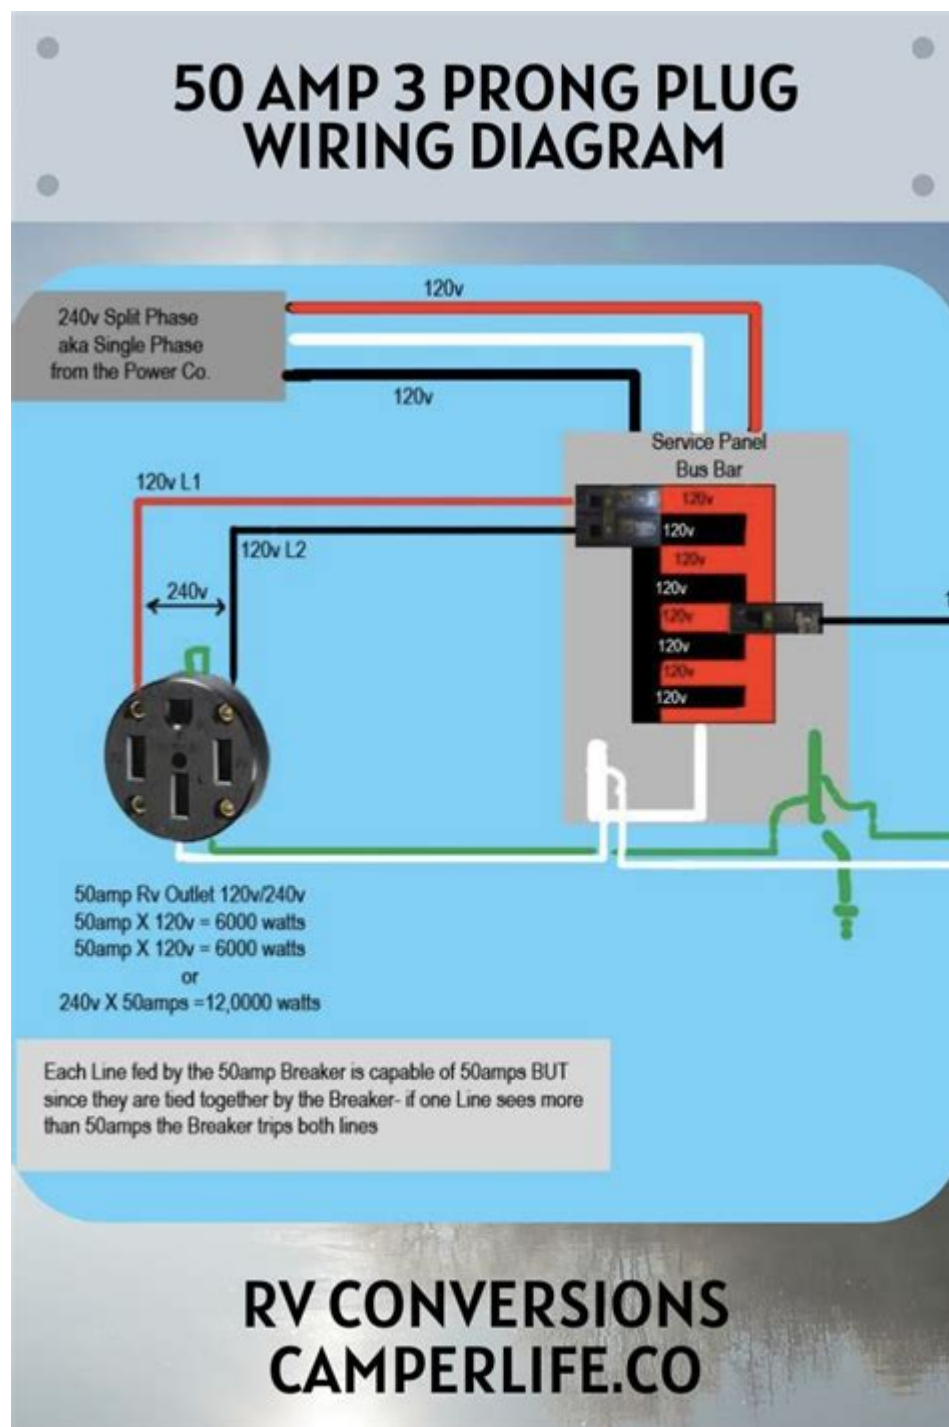 50 AMP 3 PRONG PLUG
WIRING DIAGRAM
120v
240v Split Phase
aka Single Phase
from the Power Co.
120v
Service Panel
Bus Bar
120v L1
120v
120v
120v L2
120v
240v
120v
120v
120v
120v
120v
50amp Rv Outlet 120v/240v
50amp X 120v = 6000 watts
50amp X 120v = 6000 watts
or
240v X 50amps =12,0000 watts
Each Line fed by the 50amp Breaker is capable of 50amps BUT
since they are tied together by the Breaker- if one Line sees more
than 50amps the Breaker trips both lines
RV CONVERSIONS
CAMPERLIFE.CO